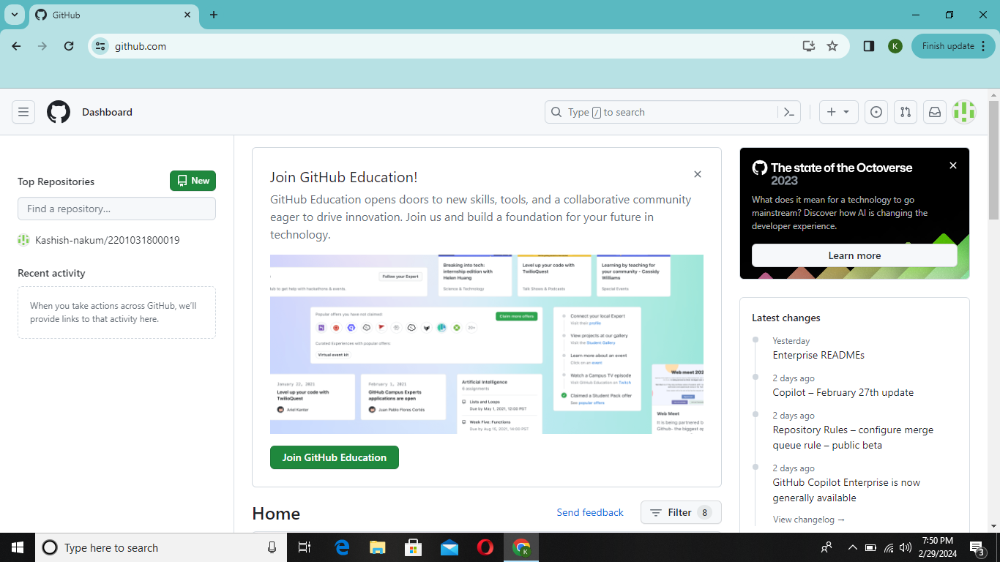 GitHub
github.com
K
Finish update
Dashboard
Type / to search
Top Repositories
New
Find a repository...
Kashish-nakum/2201031800019
Recent activity
When you take actions across GitHub, we'll
provide links to that activity here.
Join GitHub Education!
GitHub Education opens doors to new skills, tools, and a collaborative community
eager to drive innovation. Join us and build a foundation for your future in
technology.
Follow your Expert
Hub to get help with hackathons & events.
Breaking into tech:
internship edition with
Helen Huang
Science & Technology
Level up your code with
TwilioQuest
Talk Shows & Podcasts
Learning by teaching for
your community - Cassidy
Williams
Special Events
Popular offers you have not claimed:
Claim more offers
20+
Curated Experiences with popular offers:
Virtual event kit
Connect your local Expert
Visit their profile
View projects at our gallery
Visit the Student Gallery
Learn more about an event
Click on an event
Watch a Campus TV episode
Visit GitHub Education on Twitch
Claimed a Student Pack offer
See popular offers
January 22, 2021
Level up your code with
TwilioQuest
Ariel Kanter
February 1, 2021
GitHub Campus Experts
applications are open
Juan Pablo Flores Cortés
Artificial Intelligence
6 assignments
Lists and Loops
Due by May 1, 2021, 12:00 PST
Week Five: Functions
Due by Aug 15, 2021, 14:00 PST
Web meet 202
Web Meet
It is being partnered b
Github- the biggest op
Join GitHub Education
Home
Send feedback
Filter 8
The state of the Octoverse
2023
What does it mean for a technology to go
mainstream? Discover how AI is changing the
developer experience.
Learn more
Latest changes
Yesterday
Enterprise READMEs
2 days ago
Copilot – February 27th update
2 days ago
Repository Rules – configure merge
queue rule – public beta
2 days ago
GitHub Copilot Enterprise is now
generally available
View changelog →
Type here to search
K
7:50 PM
2/29/2024
3